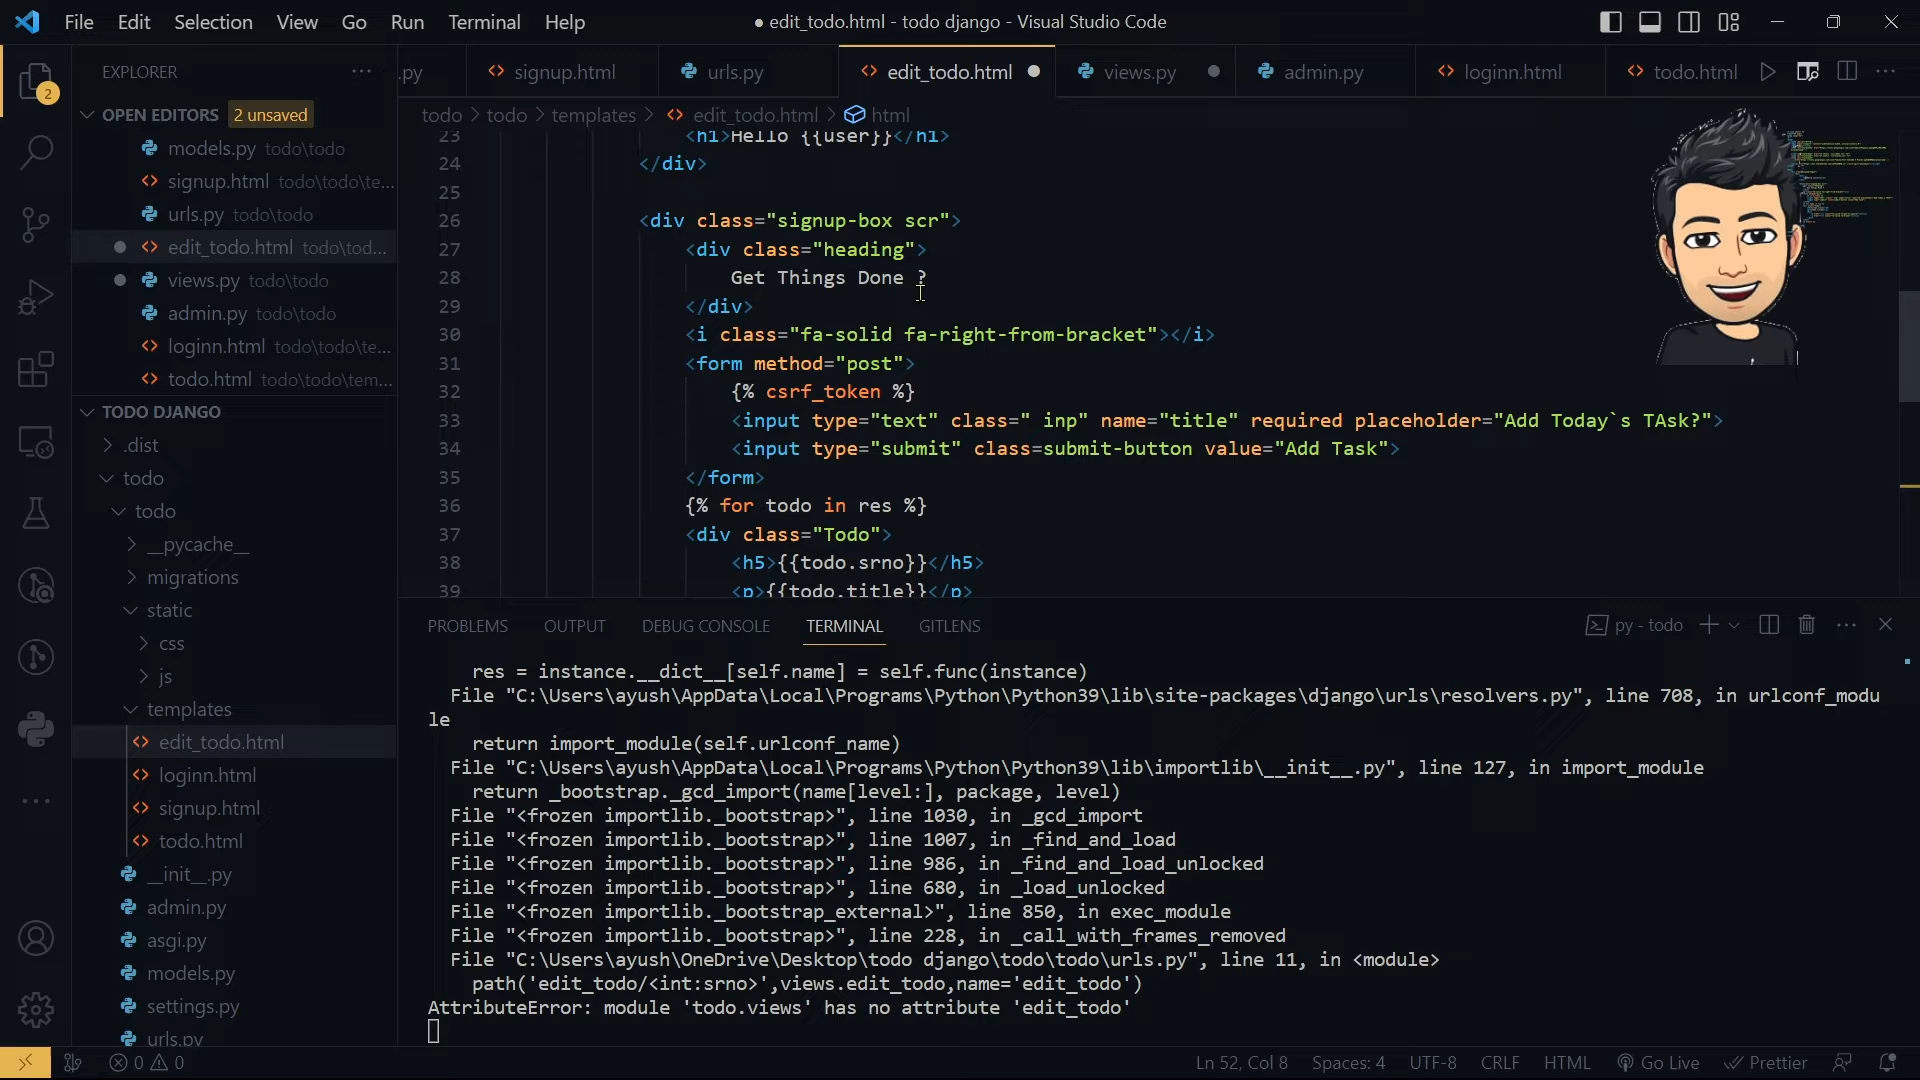 File Edit Selection View Go Run Terminal Help
● edit_todo.html - todo django - Visual Studio Code
EXPLORER
.py signup.html urls.py edit_todo.html views.py admin.py loginn.html todo.html
2
OPEN EDITORS 2 unsaved
models.py todo\todo
signup.html todo\todo\te...
urls.py todo\todo
edit_todo.html todo\tod...
views.py todo\todo
admin.py todo\todo
loginn.html todo\todo\te...
todo.html todo\todo\tem...
TODO DJANGO
.dist
todo
todo
__pycache__
migrations
static
css
js
templates
edit_todo.html
loginn.html
signup.html
todo.html
__init__.py
admin.py
asgi.py
models.py
settings.py
urls.py
todo > todo > templates > edit_todo.html > html
23 <h1>Hello {{user}}</h1>
24 </div>
25
26 <div class="signup-box scr">
27 <div class="heading">
28 Get Things Done ?
29 </div>
30 <i class="fa-solid fa-right-from-bracket"></i>
31 <form method="post">
32 {% csrf_token %}
33 <input type="text" class=" inp" name="title" required placeholder="Add Today`s TAsk?">
34 <input type="submit" class=submit-button value="Add Task">
35 </form>
36 {% for todo in res %}
37 <div class="Todo">
38 <h5>{{todo.srno}}</h5>
39 <p>{{todo.title}}</p>
PROBLEMS OUTPUT DEBUG CONSOLE TERMINAL GITLENS
py - todo
res = instance.__dict__[self.name] = self.func(instance)
File "C:\Users\ayush\AppData\Local\Programs\Python\Python39\lib\site-packages\django\urls\resolvers.py", line 708, in urlconf_modu
le
return import_module(self.urlconf_name)
File "C:\Users\ayush\AppData\Local\Programs\Python\Python39\lib\importlib\__init__.py", line 127, in import_module
return _bootstrap._gcd_import(name[level:], package, level)
File "<frozen importlib._bootstrap>", line 1030, in _gcd_import
File "<frozen importlib._bootstrap>", line 1007, in _find_and_load
File "<frozen importlib._bootstrap>", line 986, in _find_and_load_unlocked
File "<frozen importlib._bootstrap>", line 680, in _load_unlocked
File "<frozen importlib._bootstrap_external>", line 850, in exec_module
File "<frozen importlib._bootstrap>", line 228, in _call_with_frames_removed
File "C:\Users\ayush\OneDrive\Desktop\todo django\todo\todo\urls.py", line 11, in <module>
path('edit_todo/<int:srno>',views.edit_todo,name='edit_todo')
AttributeError: module 'todo.views' has no attribute 'edit_todo'
0 0
Ln 52, Col 8 Spaces: 4 UTF-8 CRLF HTML Go Live Prettier